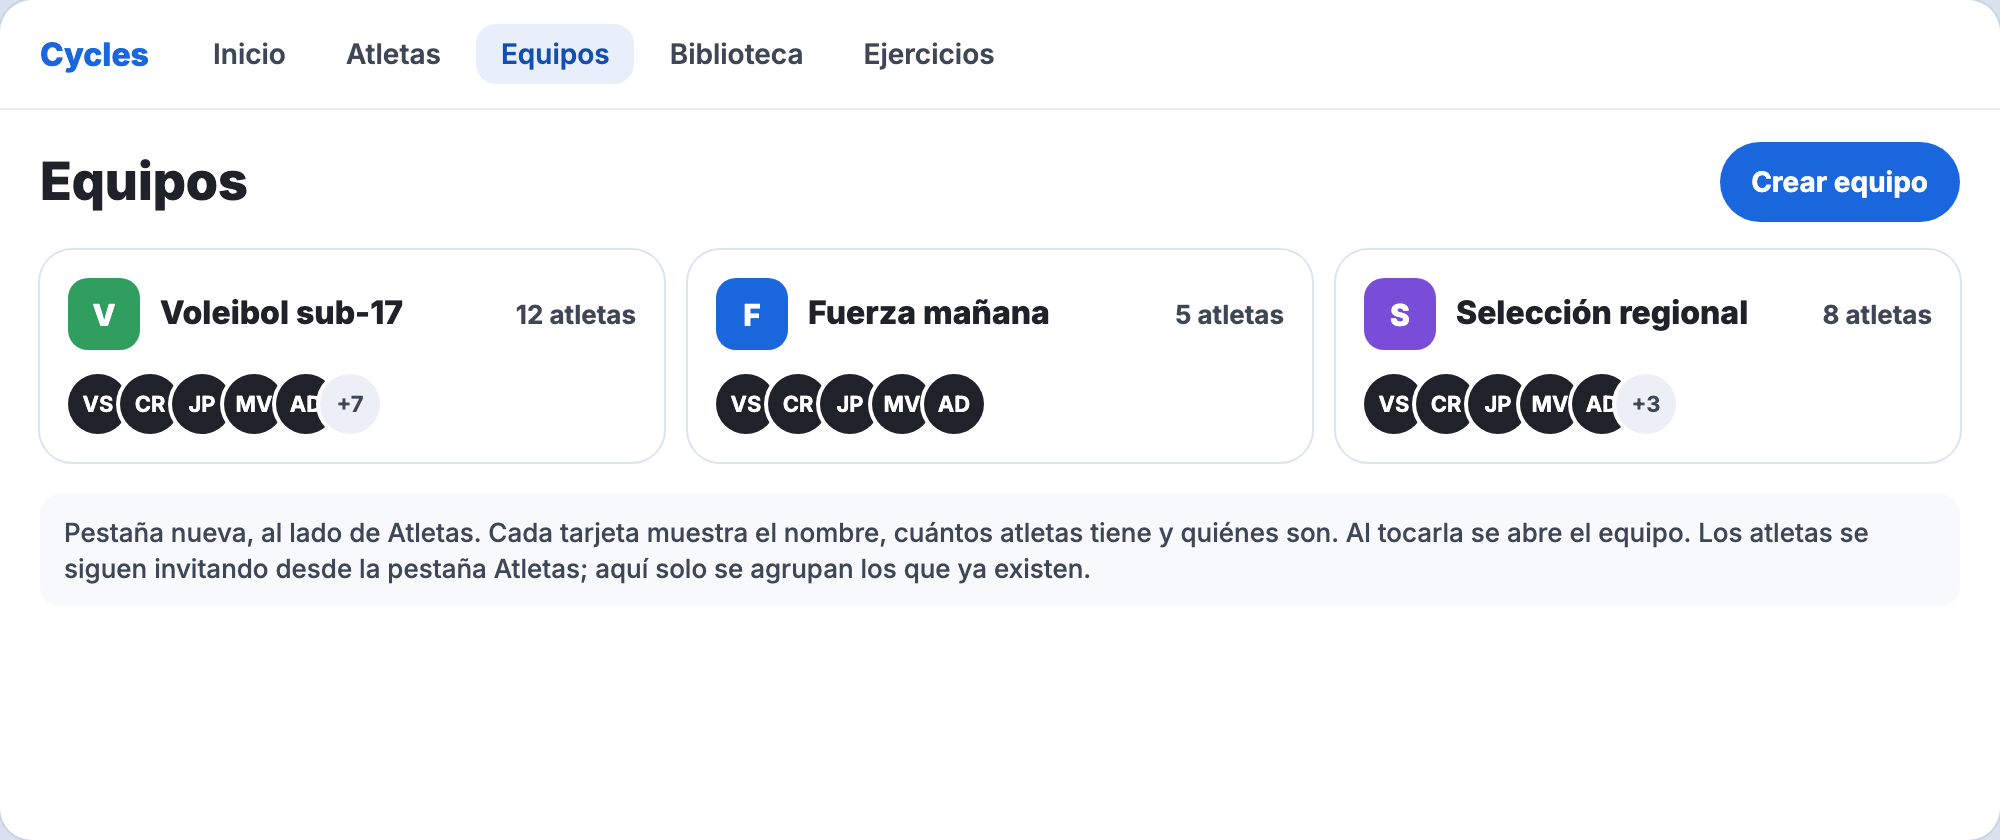 Cycles Inicio Atletas Equipos Biblioteca Ejercicios
Equipos
Crear equipo
V Voleibol sub-17 12 atletas
VS CR JP MV AD +7
F Fuerza mañana 5 atletas
VS CR JP MV AD
S Selección regional 8 atletas
VS CR JP MV AD +3
Pestaña nueva, al lado de Atletas. Cada tarjeta muestra el nombre, cuántos atletas tiene y quiénes son. Al tocarla se abre el equipo. Los atletas se
siguen invitando desde la pestaña Atletas; aquí solo se agrupan los que ya existen.